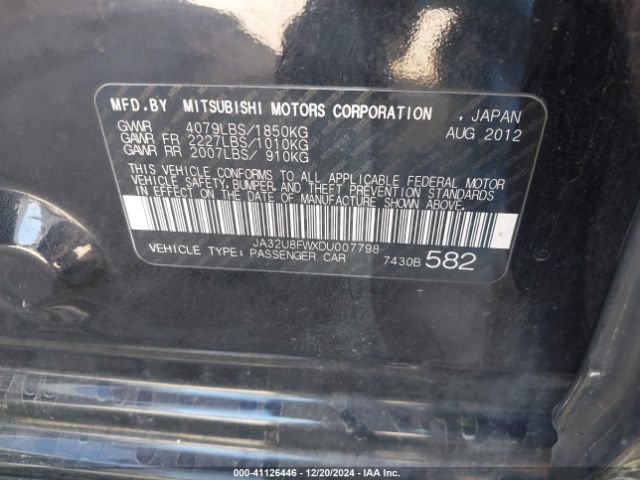 MFD.BY MITSUBISHI MOTORS CORPORATION , JAPAN
GVWR 4079LBS/1850KG AUG 2012
GAWR FR 2227LBS/1010KG
GAWR RR 2007LBS/ 910KG
THIS VEHICLE CONFORMS TO ALL APPLICABLE FEDERAL MOTOR
VEHICLE SAFETY, BUMPER, AND THEFT PREVENTION STANDARDS
IN EFFECT ON THE DATE OF MANUFACTURE SHOWN ABOVE.
JA32U8FWXDU007798
VEHICLE TYPE: PASSENGER CAR 7430B 582
000-41126446 - 12/20/2024 - IAA Inc.